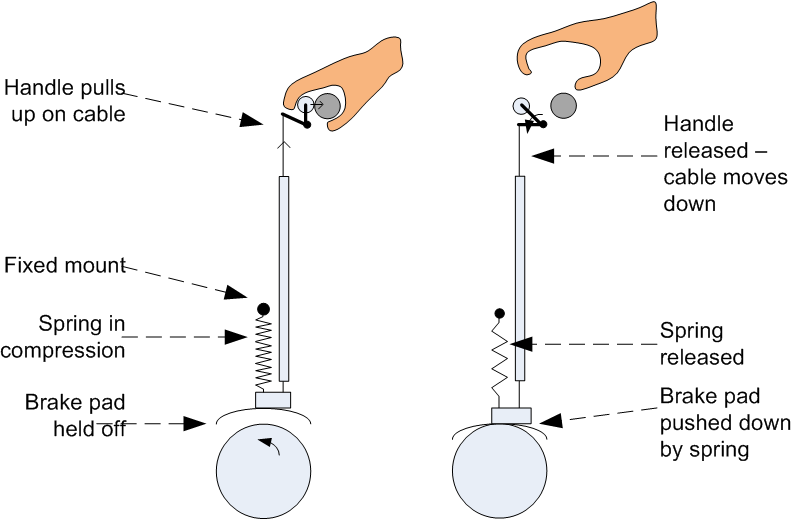 Handle pulls
up on cable
Fixed mount
Spring in
compression
Brake pad
held off
Handle
released –
cable moves
down
Spring
released
Brake pad
pushed down
by spring